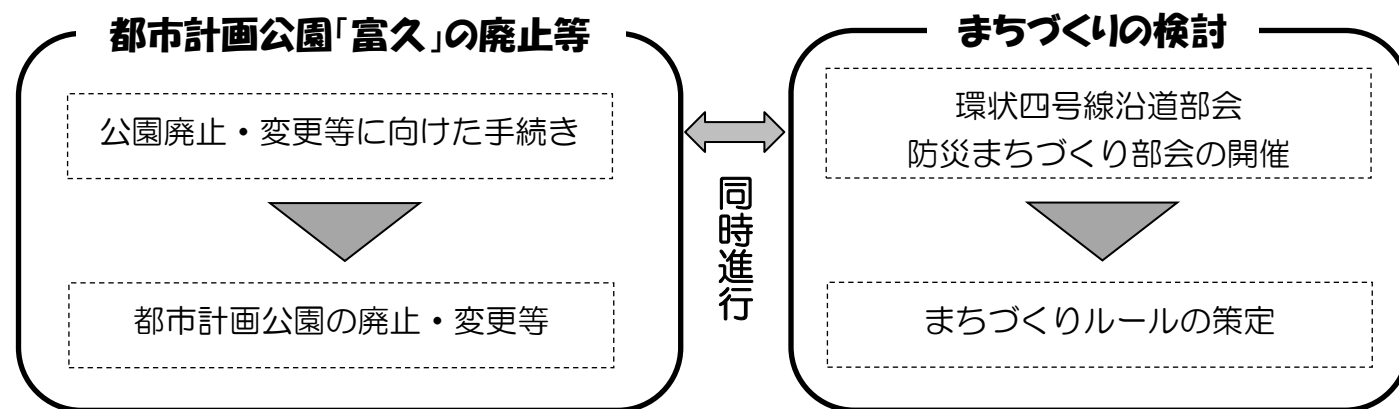 都市計画公園「富久」の廃止等
公園廃止・変更等に向けた手続き
都市計画公園の廃止・変更等
同時進行
まちづくりの検討
環状四号線沿道部会
防災まちづくり部会の開催
まちづくりルールの策定